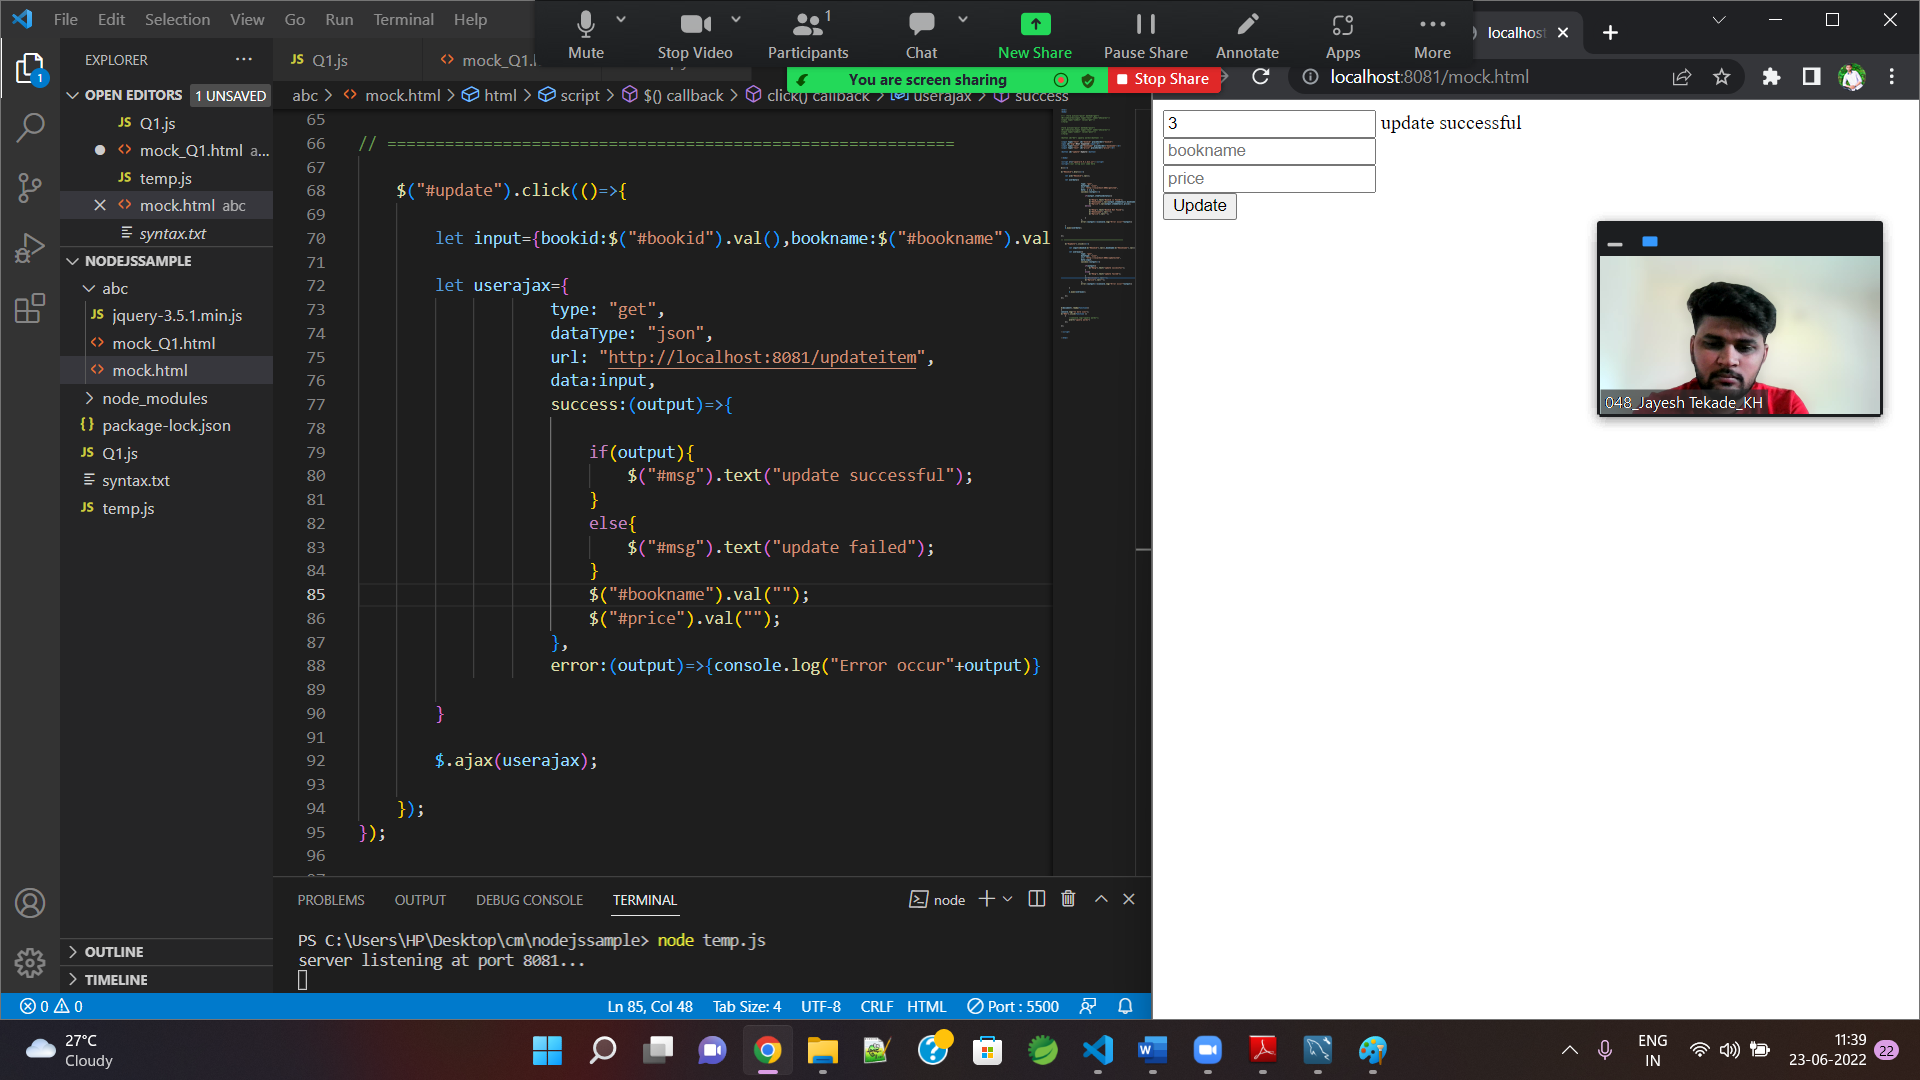 File Edit Selection View Go Run Terminal Help
Mute
Stop Video
1
Participants
Chat
New Share
Pause Share
Annotate
Apps
More
You are screen sharing
Stop Share
localhost
localhost:8081/mock.html
EXPLORER
OPEN EDITORS 1 UNSAVED
JS Q1.js
mock_Q1.html a...
JS temp.js
mock.html abc
syntax.txt
NODEJSSAMPLE
abc
JS jquery-3.5.1.min.js
mock_Q1.html
mock.html
node_modules
{} package-lock.json
JS Q1.js
syntax.txt
JS temp.js
OUTLINE
TIMELINE
1
JS Q1.js
mock_Q1.h
abc > mock.html > html > script > $() callback > click() callback > userajax > success
65
66 // ===========================================================
67
68 $("#update").click(()=>{
69
70 let input={bookid:$("#bookid").val(),bookname:$("#bookname").val
71
72 let userajax={
73 type: "get",
74 dataType: "json",
75 url: "http://localhost:8081/updateitem",
76 data:input,
77 success:(output)=>{
78
79 if(output){
80 $("#msg").text("update successful");
81 }
82 else{
83 $("#msg").text("update failed");
84 }
85 $("#bookname").val("");
86 $("#price").val("");
87 },
88 error:(output)=>{console.log("Error occur"+output)}
89
90 }
91
92 $.ajax(userajax);
93
94 });
95 });
96
PROBLEMS OUTPUT DEBUG CONSOLE TERMINAL
node
PS C:\Users\HP\Desktop\cm\nodejssample> node temp.js
server listening at port 8081...
0 0
Ln 85, Col 48 Tab Size: 4 UTF-8 CRLF HTML Port : 5500
3 update successful
bookname
price
Update
048_Jayesh Tekade_KH
27°C
Cloudy
ENG
IN
11:39
23-06-2022
22